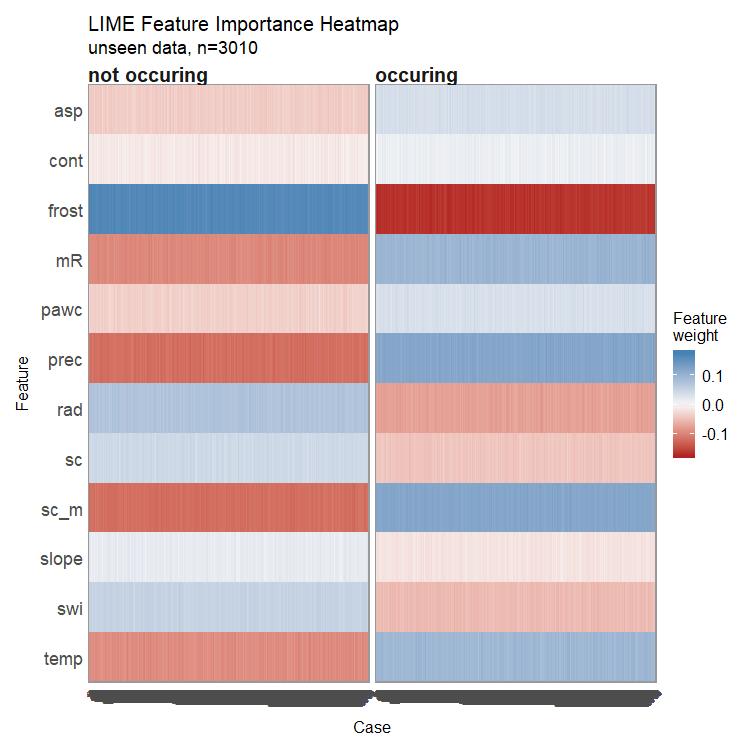 LIME Feature Importance Heatmap
unseen data, n=3010
not occuring
occuring
asp
cont
frost
mR
pawc
prec
rad
sc
sc_m
slope
swi
temp
Feature
Case
Feature
weight
0.1
0.0
-0.1